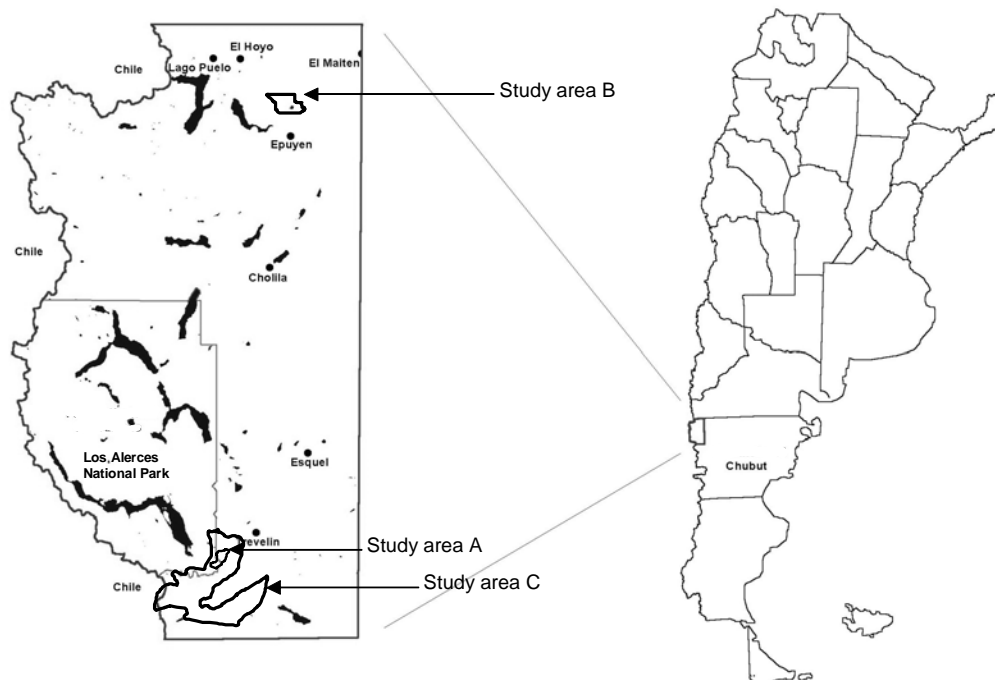 El Hoyo
Chile
Lago Puelo
El Maiten
Study area B
Epuyen
Chile
Cholila
Chubut
Los Alerces
National Park
Esquel
revelin
Study area A
Chile
Study area C